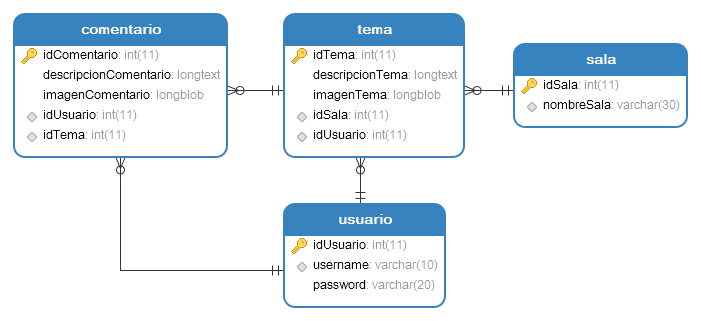 comentario
idComentario: int(11)
descripcionComentario: longtext
imagenComentario: longblob
idUsuario: int(11)
idTema: int(11)
tema
idTema: int(11)
descripcionTema: longtext
imagenTema: longblob
idSala: int(11)
idUsuario: int(11)
sala
idSala: int(11)
nombreSala: varchar(30)
usuario
idUsuario: int(11)
username: varchar(10)
password: varchar(20)